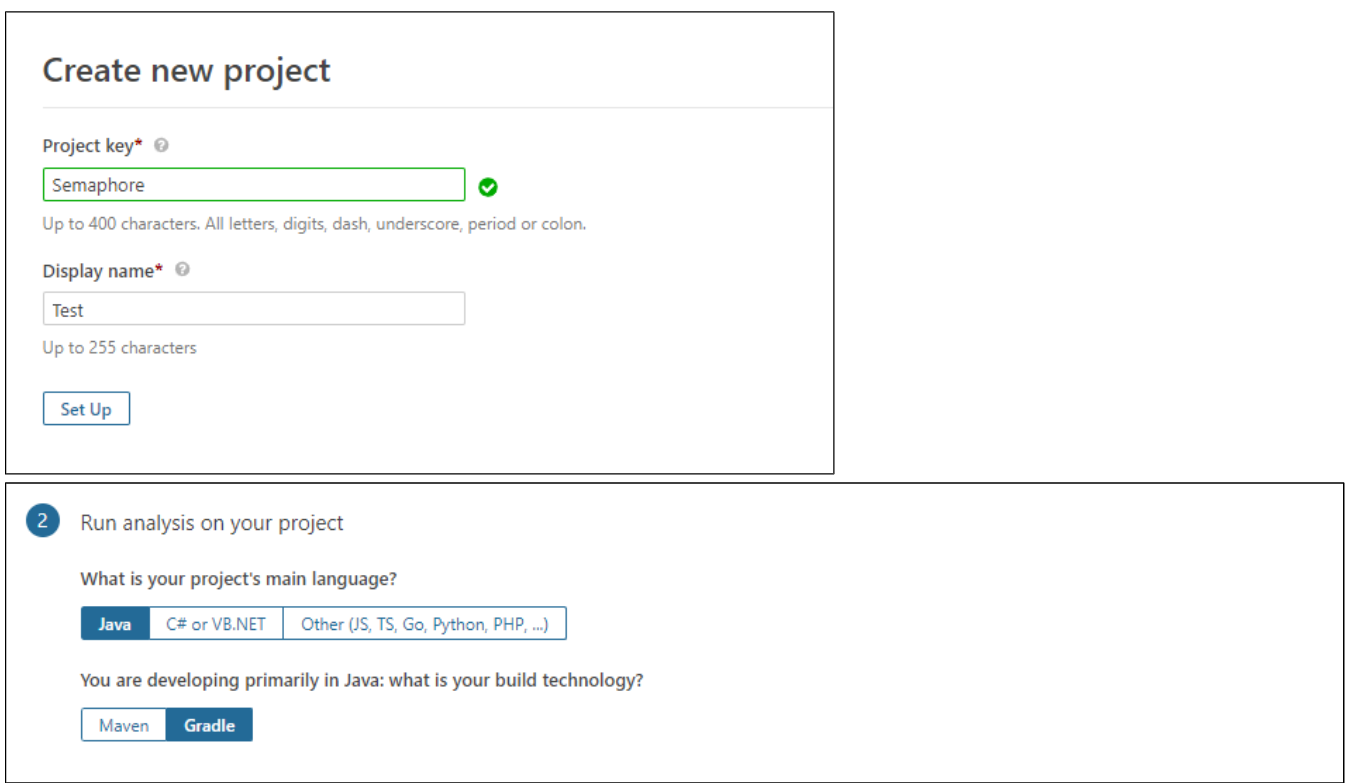 Create new project
Project key* ?
Semaphore
Up to 400 characters. All letters, digits, dash, underscore, period or colon.
Display name* ?
Test
Up to 255 characters
Set Up
2 Run analysis on your project
What is your project's main language?
Java C# or VB.NET Other (JS, TS, Go, Python, PHP, ...)
You are developing primarily in Java: what is your build technology?
Maven Gradle